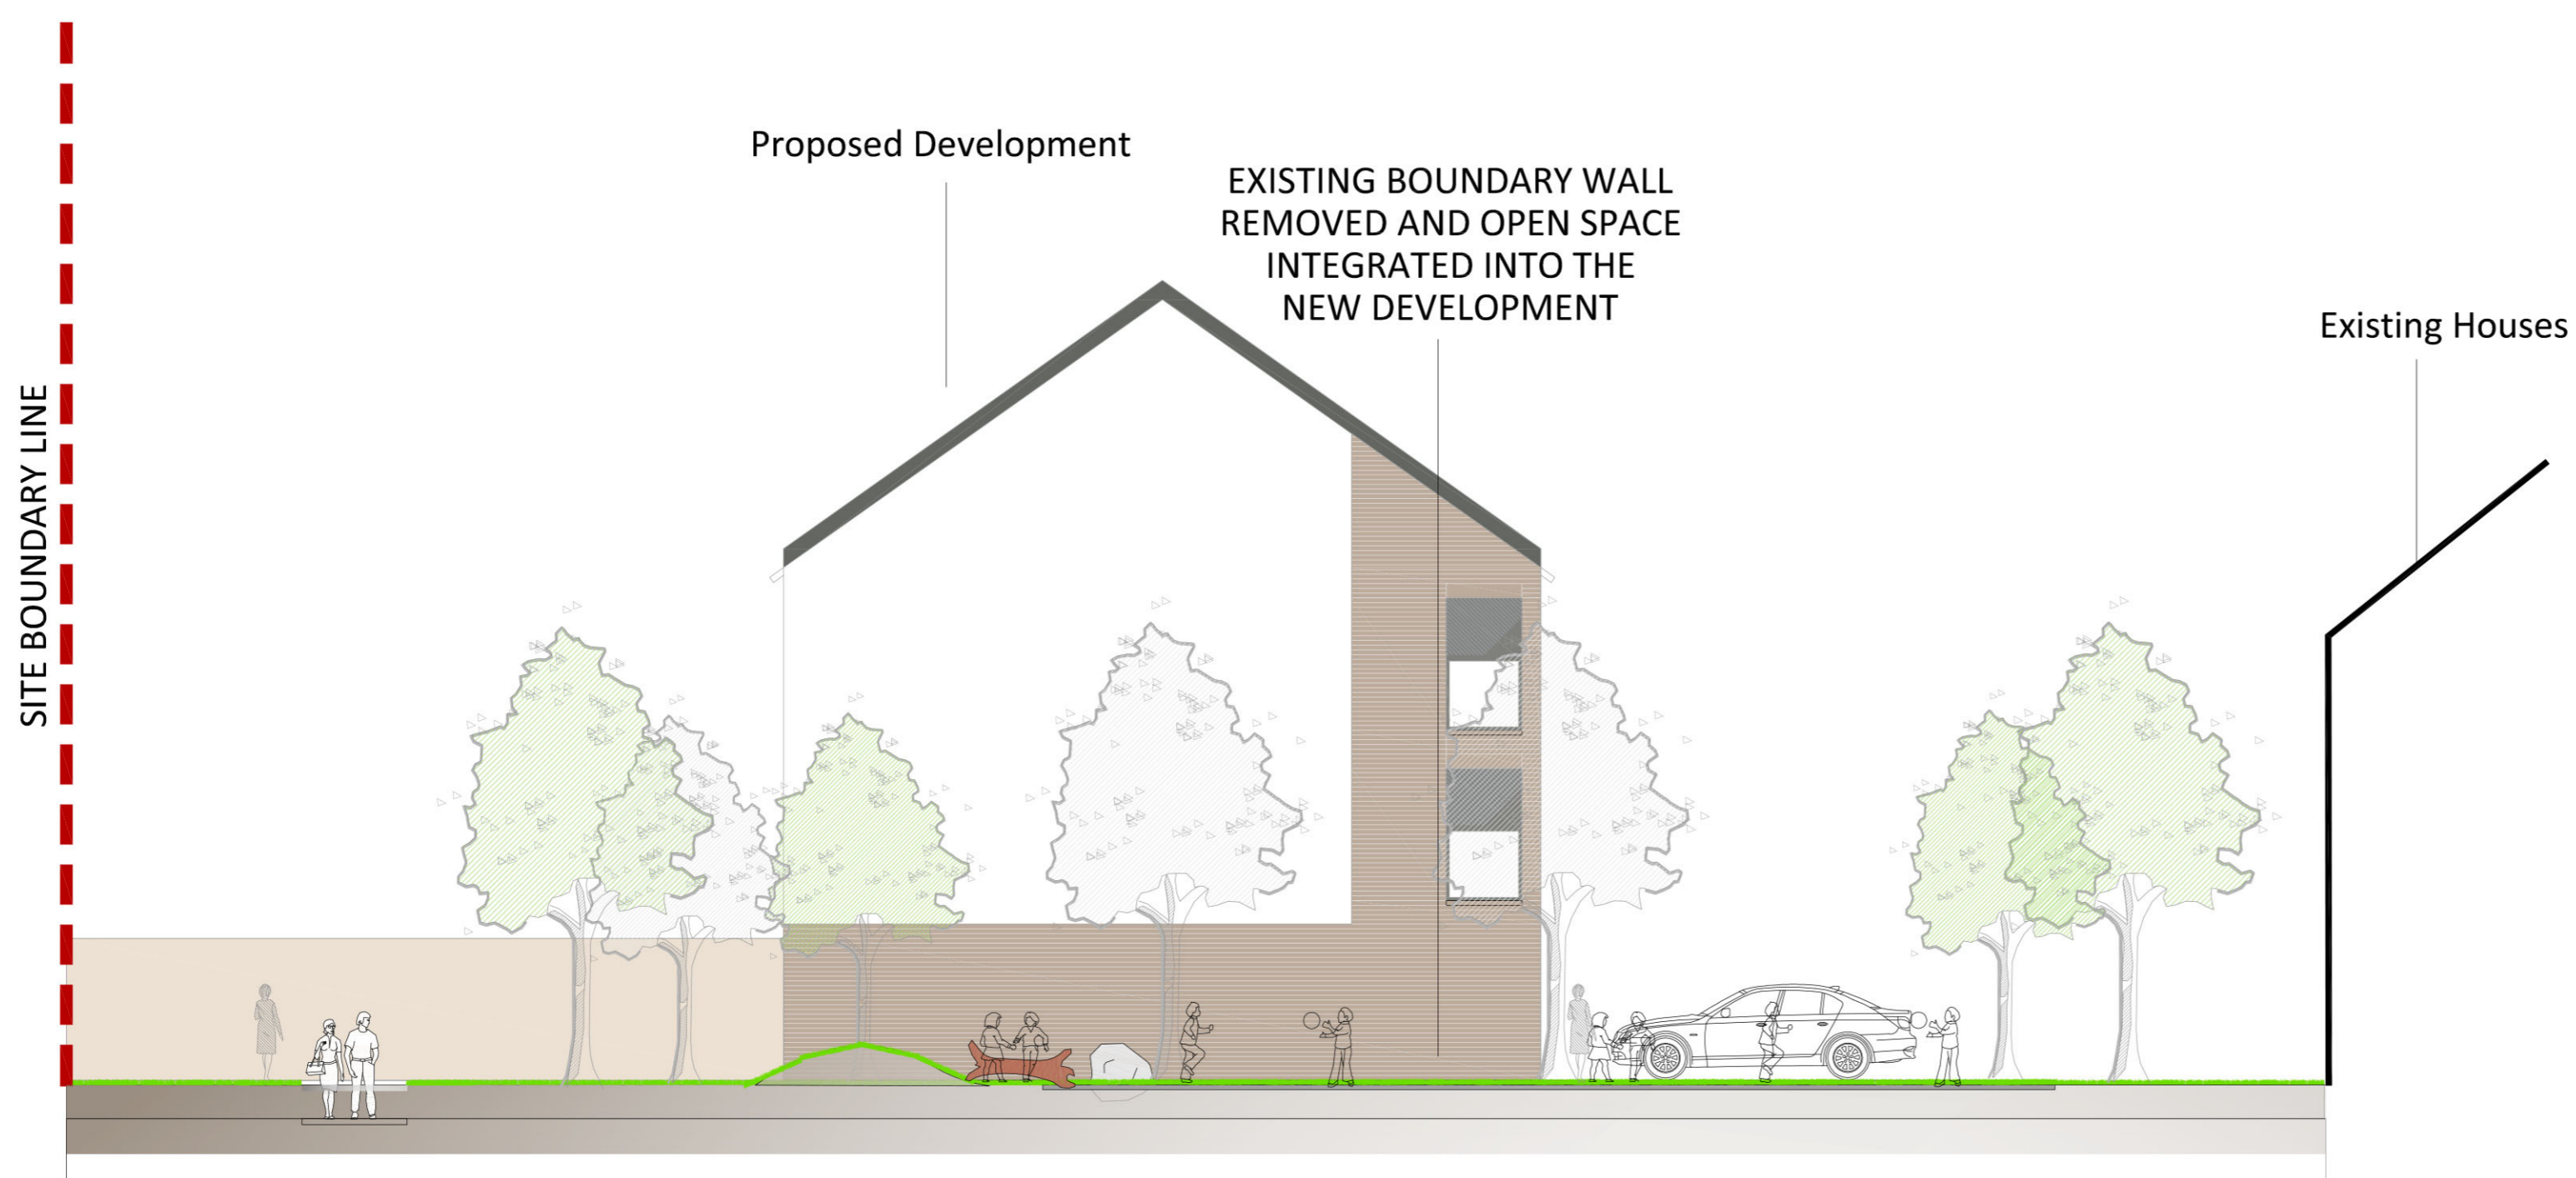 Proposed Development
EXISTING BOUNDARY WALL
REMOVED AND OPEN SPACE
INTEGRATED INTO THE
NEW DEVELOPMENT
Existing Houses
SITE BOUNDARY LINE